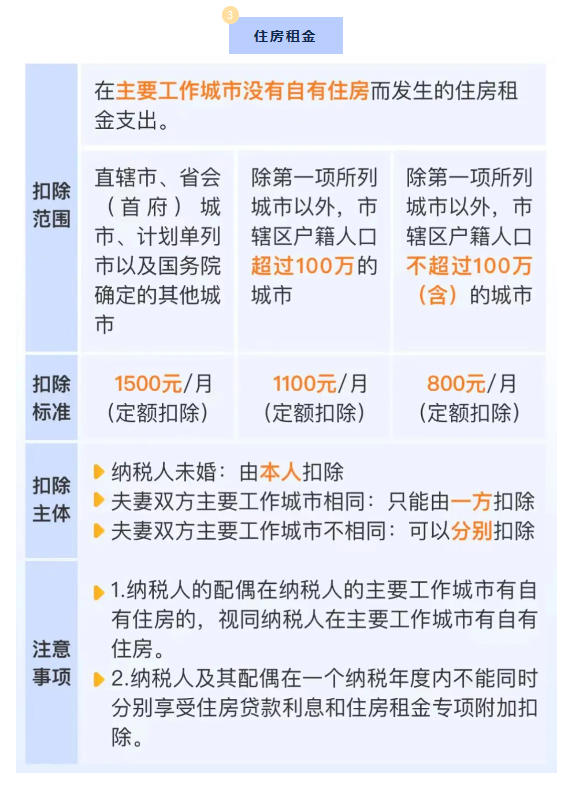 3
住房租金
在主要工作城市没有自有住房而发生的住房租
金支出。
扣除
范围
直辖市、省会
（首府）城
市、计划单列
市以及国务院
确定的其他城
市
除第一项所列
城市以外，市
辖区户籍人口
超过100万的
城市
除第一项所列
城市以外，市
辖区户籍人口
不超过100万
（含）的城市
扣除
标准
1500元/月
（定额扣除）
1100元/月
（定额扣除）
800元/月
（定额扣除）
扣除
主体
纳税人未婚：由本人扣除
夫妻双方主要工作城市相同：只能由一方扣除
夫妻双方主要工作城市不相同：可以分别扣除
注意
事项
1.纳税人的配偶在纳税人的主要工作城市有自
有住房的，视同纳税人在主要工作城市有自有
住房。
2.纳税人及其配偶在一个纳税年度内不能同时
分别享受住房贷款利息和住房租金专项附加扣
除。